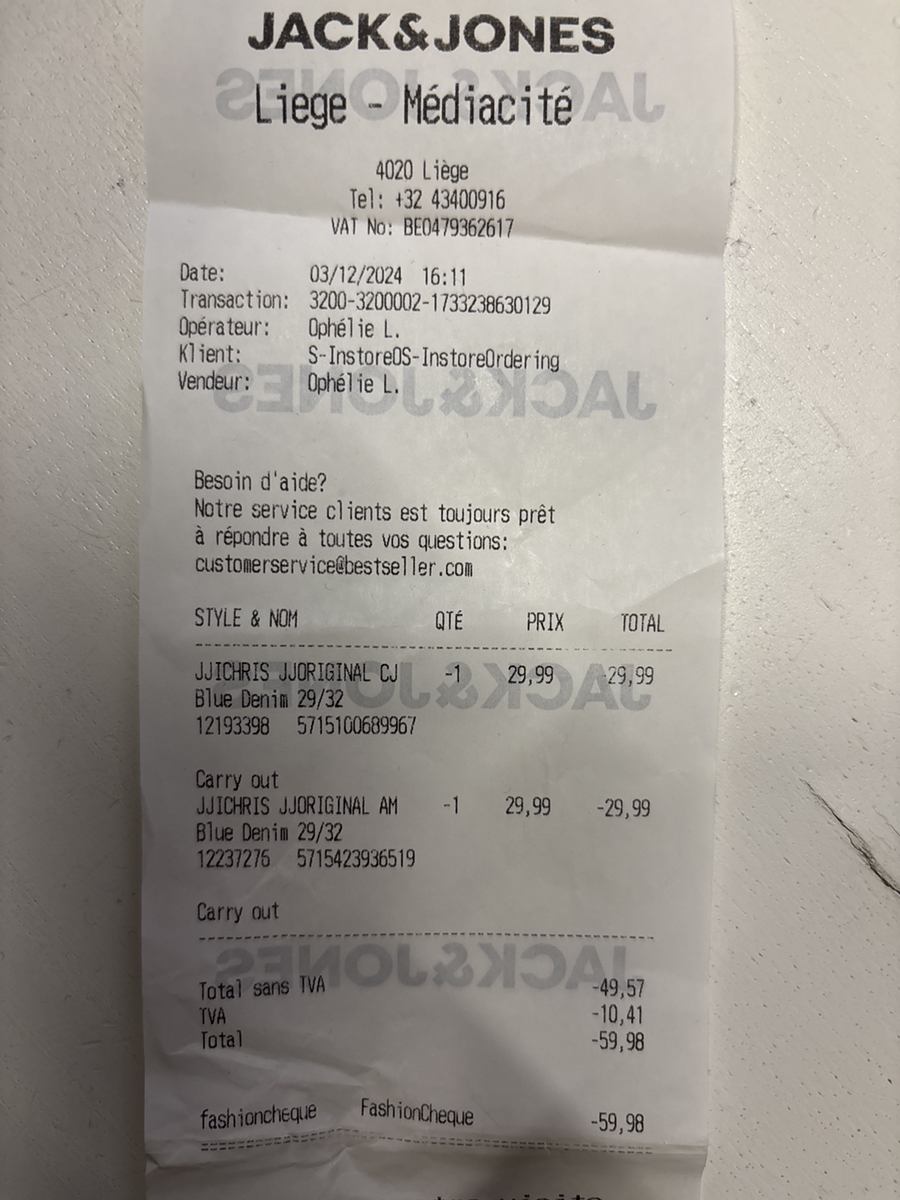 JACK&JONES
Liege - Médiacité
4020 Liège
Tel: +32 43400916
VAT No: BE0479362617
Date: 03/12/2024 16:11
Transaction: 3200-3200002-1733238630129
Opérateur: Ophélie L.
Klient: S-InstoreOS-InstoreOrdering
Vendeur: Ophélie L.
JACK&JONES
Besoin d'aide?
Notre service clients est toujours prêt
à répondre à toutes vos questions:
customerservice@bestseller.com
STYLE & NOM QTÉ PRIX TOTAL
JJICHRIS JJORIGINAL CJ -1 29,99 -29,99
Blue Denim 29/32
12193398 5715100689967
Carry out
JJICHRIS JJORIGINAL AM -1 29,99 -29,99
Blue Denim 29/32
12237276 5715423936519
Carry out
JACK&JONES
Total sans TVA -49,57
TVA -10,41
Total -59,98
fashioncheque FashionCheque -59,98